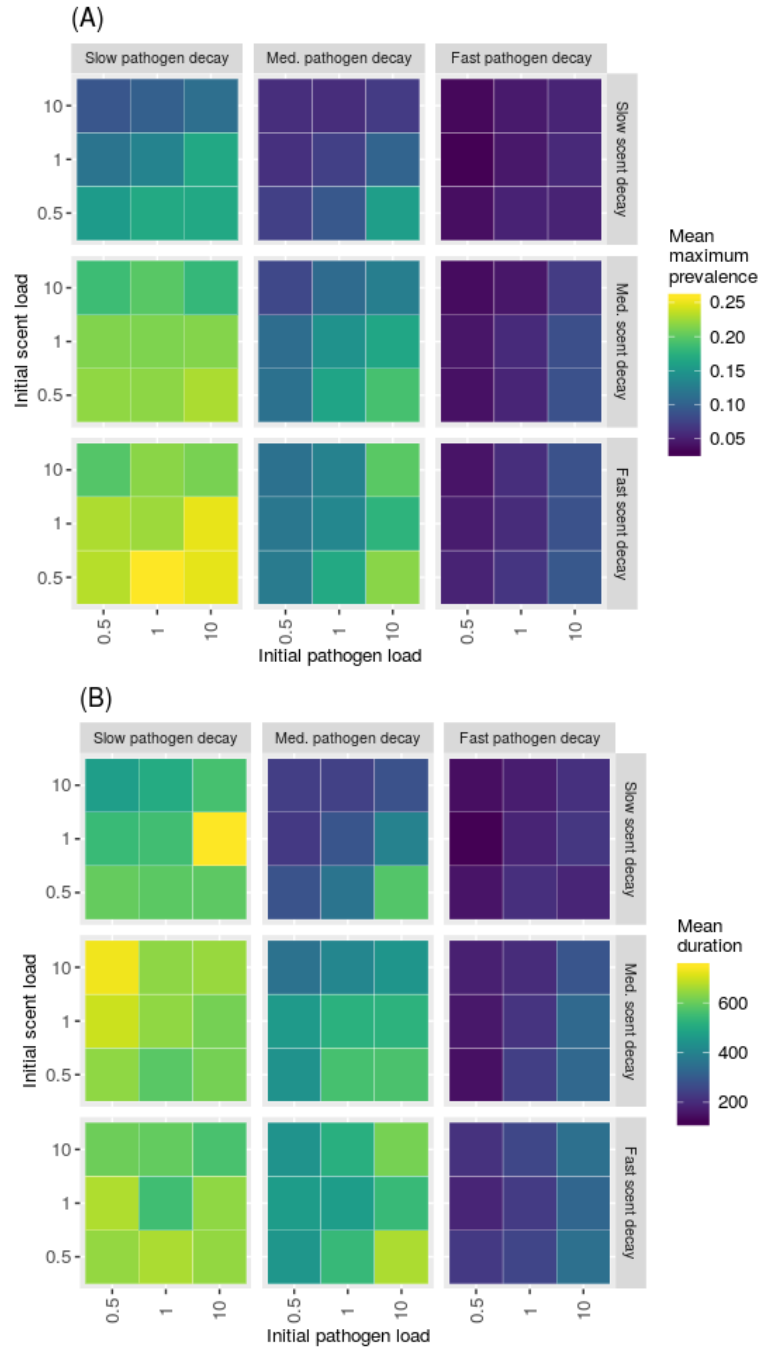 (A)
Slow pathogen decay
Med. pathogen decay
Fast pathogen decay
10
1
0.5
Slow scent decay
10
1
0.5
Med. scent decay
10
1
0.5
Fast scent decay
Initial scent load
0.5
1
10
0.5
1
10
0.5
1
10
Initial pathogen load
Mean
maximum
prevalence
0.25
0.20
0.15
0.10
0.05
(B)
Slow pathogen decay
Med. pathogen decay
Fast pathogen decay
10
1
0.5
Slow scent decay
10
1
0.5
Med. scent decay
10
1
0.5
Fast scent decay
Initial scent load
0.5
1
10
0.5
1
10
0.5
1
10
Initial pathogen load
Mean
duration
600
400
200